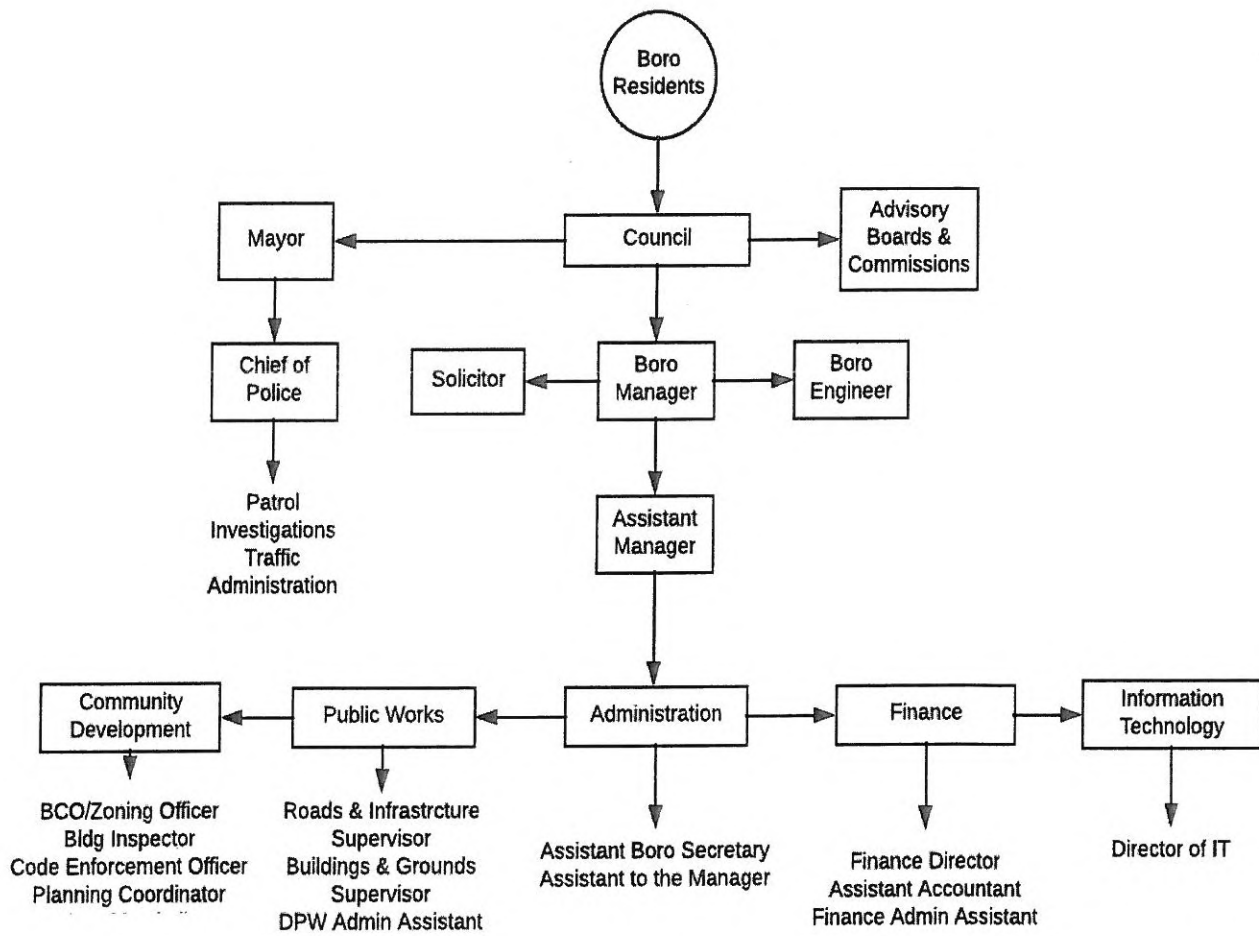 Boro
Residents
Mayor
Council
Advisory
Boards &
Commissions
Chief of
Police
Solicitor
Boro
Manager
Boro
Engineer
Patrol
Investigations
Traffic
Administration
Assistant
Manager
Community
Development
Public Works
Administration
Finance
Information
Technology
BCO/Zoning Officer
Bldg Inspector
Code Enforcement Officer
Planning Coordinator
Roads & Infrastrcture
Supervisor
Buildings & Grounds
Supervisor
DPW Admin Assistant
Assistant Boro Secretary
Assistant to the Manager
Finance Director
Assistant Accountant
Finance Admin Assistant
Director of IT